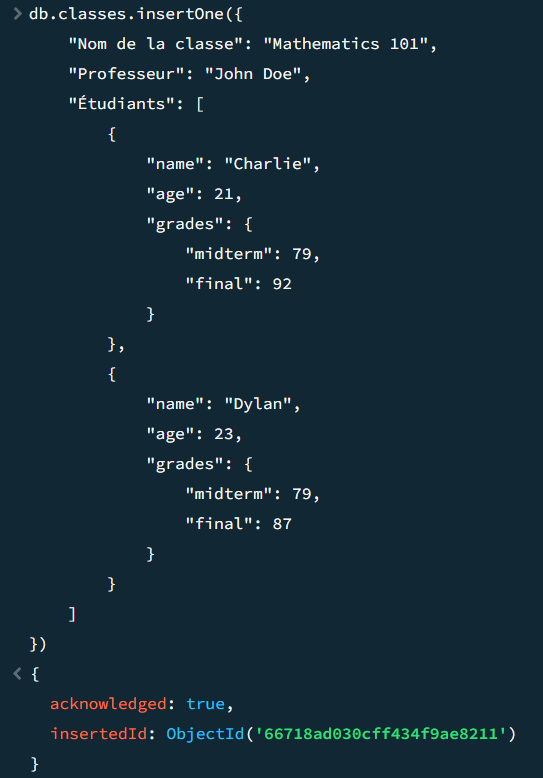 > db.classes.insertOne({
"Nom de la classe": "Mathematics 101",
"Professeur": "John Doe",
"Étudiants": [
{
"name": "Charlie",
"age": 21,
"grades": {
"midterm": 79,
"final": 92
}
},
{
"name": "Dylan",
"age": 23,
"grades": {
"midterm": 79,
"final": 87
}
}
]
})
< {
acknowledged: true,
insertedId: ObjectId('66718ad030cff434f9ae8211')
}